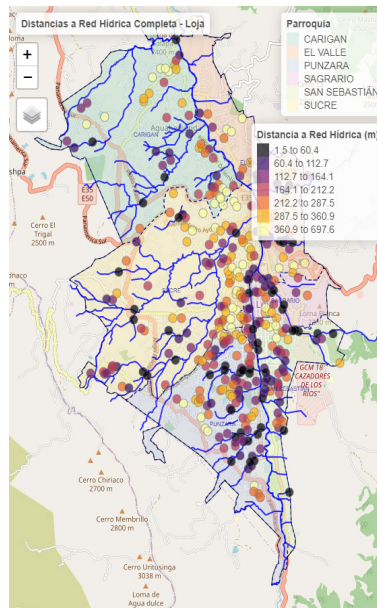 Distancias a Red Hídrica Completa - Loja
2400 m
+
−
Parroquia
CARIGAN
EL VALLE
PUNZARA
SAGRARIO
SAN SEBASTIÁN
SUCRE
Distancia a Red Hídrica (m)
1.5 to 60.4
60.4 to 112.7
112.7 to 164.1
164.1 to 212.2
212.2 to 287.5
287.5 to 360.9
360.9 to 697.6
CARIGAN
E35
E50
Cerro El
Trigal
2500 m
SUCRE
GCM 18
"CAZADORES
DE LOS
RÍOS"
PUNZARA
Cerro Chiriaco
2700 m
Cerro Membrillo
2800 m
Cerro Uritusinga
3038 m
Loma de
Agua dulce